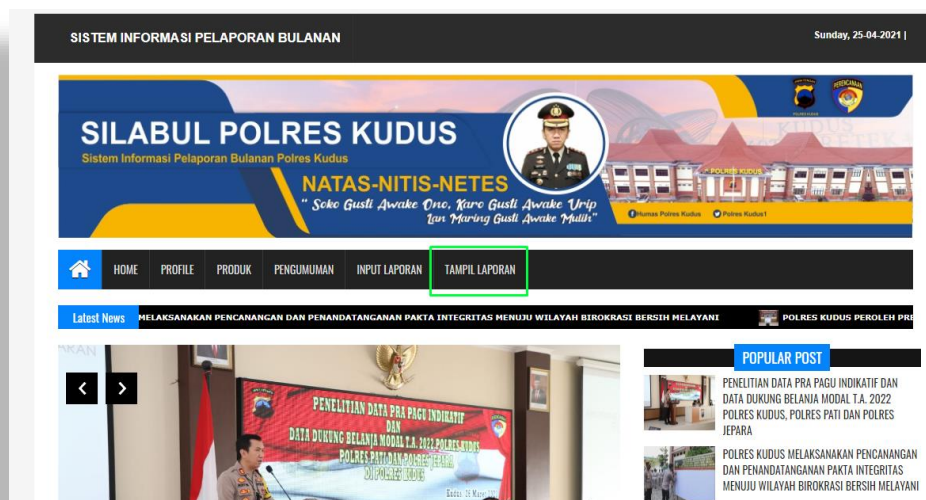 SISTEM INFORMASI PELAPORAN BULANAN
Sunday, 25-04-2021 |
SILABUL POLRES KUDUS
Sistem Informasi Pelaporan Bulanan Polres Kudus
NATAS-NITIS-NETES
" Soko Gusti Awake Ono, Karo Gusti Awake Urip
Lan Maring Gusti Awake Mulih"
POLRES KUDUS
Humas Polres Kudus
Polres Kudus1
HOME
PROFILE
PRODUK
PENGUMUMAN
INPUT LAPORAN
TAMPIL LAPORAN
Latest News
MELAKSANAKAN PENCANANGAN DAN PENANDATANGANAN PAKTA INTEGRITAS MENUJU WILAYAH BIROKRASI BERSIH MELAYANI
POLRES KUDUS PEROLEH PRE
PENELITIAN DATA PRA PAGU INDIKATIF
DAN
DATA DUKUNG BELANJA MODAL T.A. 2022 POLRES KUDUS
POLRES PATI DAN POLRES JEPARA
DI POLRES KUDUS
POPULAR POST
PENELITIAN DATA PRA PAGU INDIKATIF DAN
DATA DUKUNG BELANJA MODAL T.A. 2022
POLRES KUDUS, POLRES PATI DAN POLRES
JEPARA
POLRES KUDUS MELAKSANAKAN PENCANANGAN
DAN PENANDATANGANAN PAKTA INTEGRITAS
MENUJU WILAYAH BIROKRASI BERSIH MELAYANI